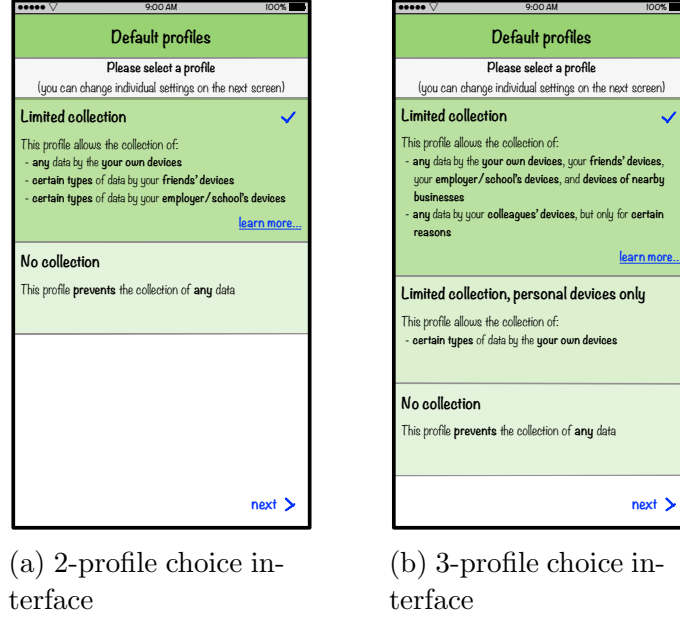 9:00 AM 100%
Default profiles
Please select a profile
(you can change individual settings on the next screen)
Limited collection
This profile allows the collection of:
- any data by the your own devices
- certain types of data by your friends' devices
- certain types of data by your employer/school's devices
learn more...
No collection
This profile prevents the collection of any data
next
(a) 2-profile choice in-
terface
9:00 AM 100%
Default profiles
Please select a profile
(you can change individual settings on the next screen)
Limited collection
This profile allows the collection of:
- any data by the your own devices, your friends' devices,
your employer/school's devices, and devices of nearby
businesses
- any data by your colleagues' devices, but only for certain
reasons
learn more...
Limited collection, personal devices only
This profile allows the collection of:
- certain types of data by the your own devices
No collection
This profile prevents the collection of any data
next
(b) 3-profile choice in-
terface